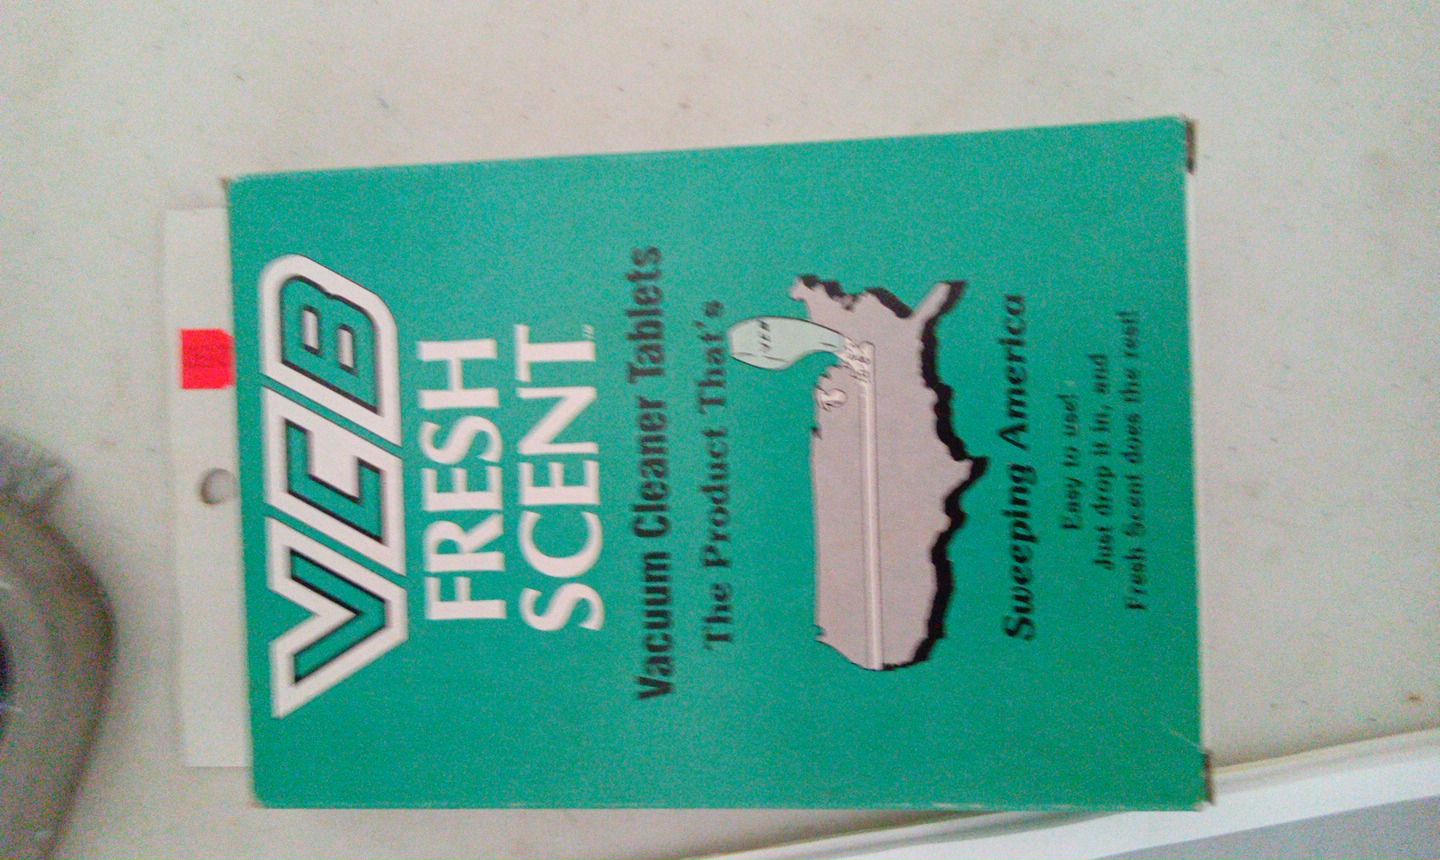 VCB
FRESH
SCENT™
Vacuum Cleaner Tablets
The Product That's
Sweeping America
Easy to use!
Just drop it in, and
Fresh Scent does the rest!